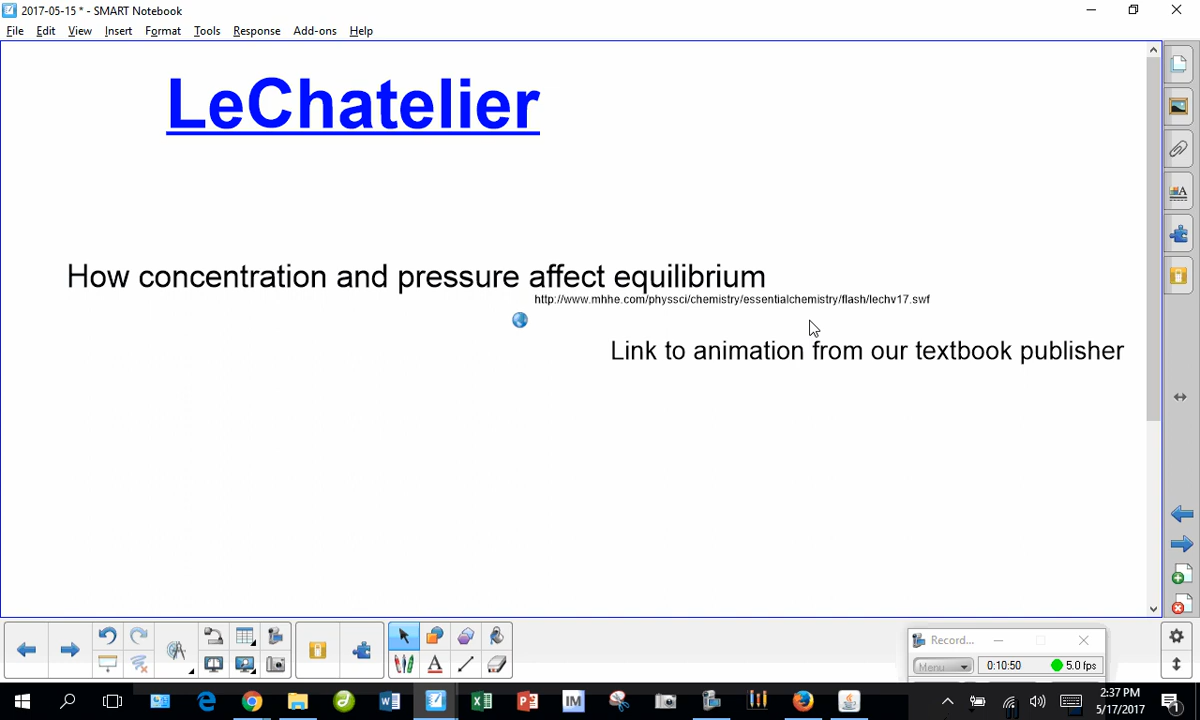 2017-05-15 * - SMART Notebook
File Edit View Insert Format Tools Response Add-ons Help
LeChatelier
How concentration and pressure affect equilibrium
http://www.mhhe.com/physsci/chemistry/essentialchemistry/flash/lechv17.swf
Link to animation from our textbook publisher
Record...
Menu 0:10:50 5.0 fps
2:37 PM
5/17/2017